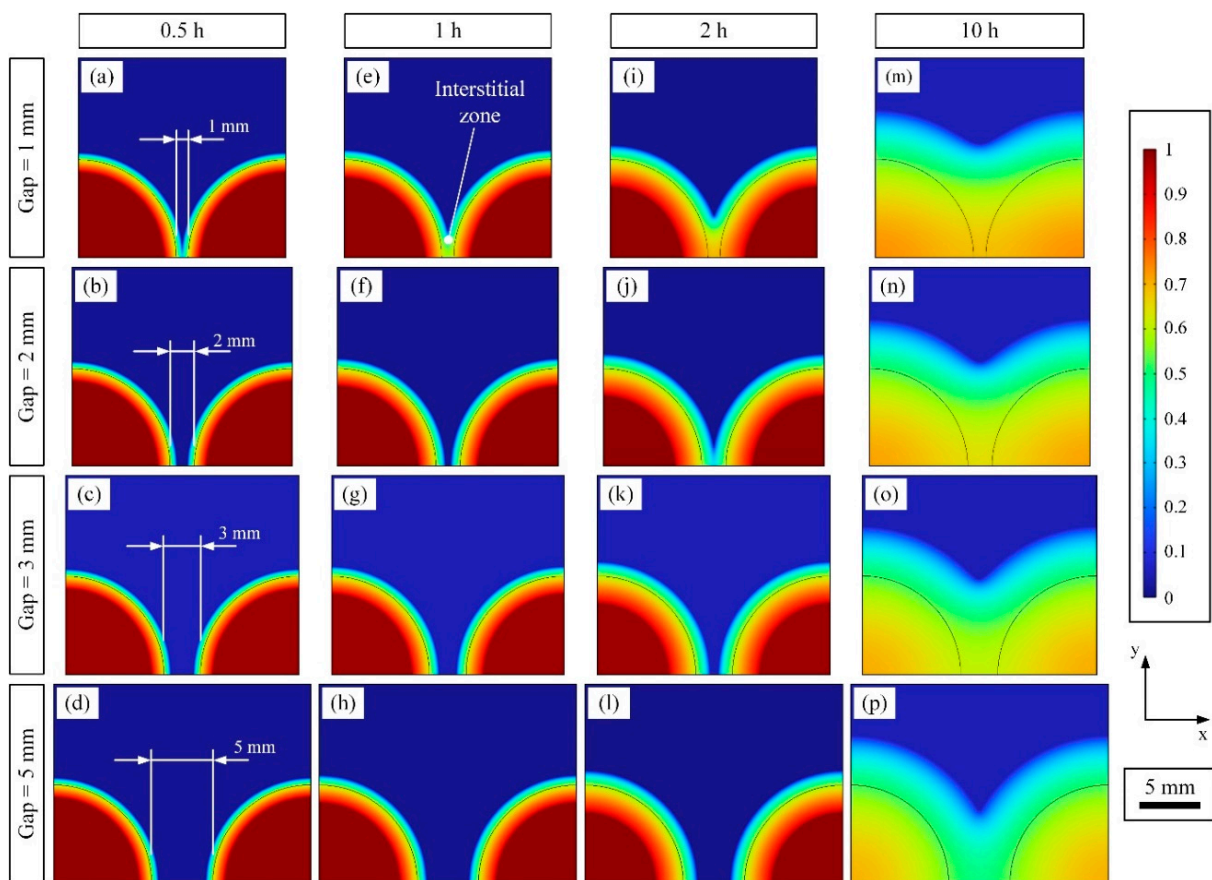 0.5 h
1 h
2 h
10 h
Gap = 1 mm
(a)
1 mm
(e)
Interstitial
zone
(i)
(m)
Gap = 2 mm
(b)
2 mm
(f)
(j)
(n)
Gap = 3 mm
(c)
3 mm
(g)
(k)
(o)
Gap = 5 mm
(d)
5 mm
(h)
(l)
(p)
1
0.9
0.8
0.7
0.6
0.5
0.4
0.3
0.2
0.1
0
y
x
5 mm